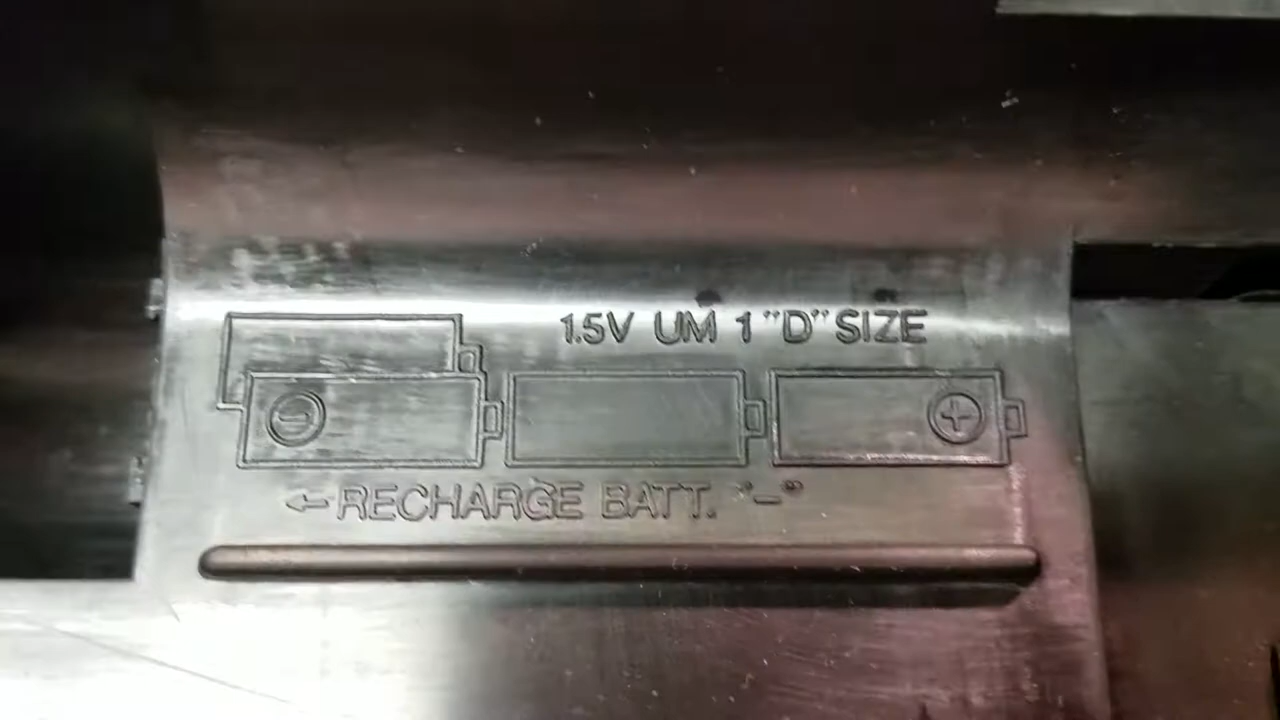 1.5V UM 1 "D" SIZE
- +
←RECHARGE BATT. "–"